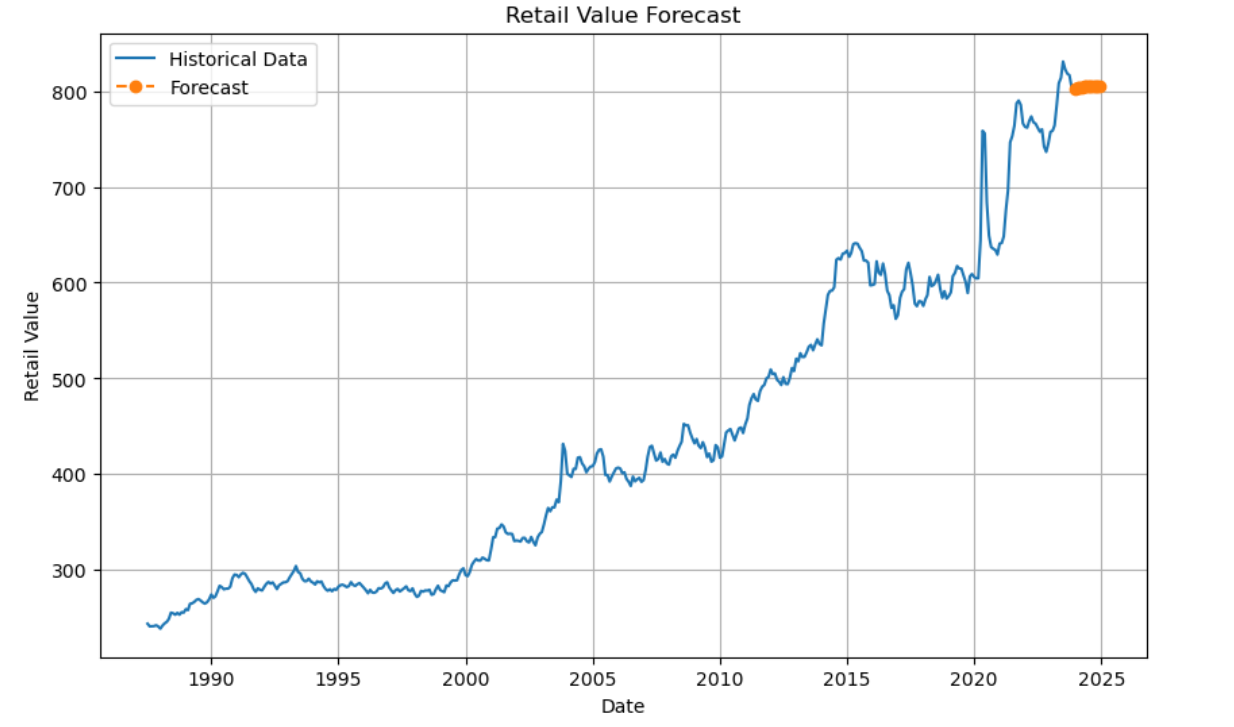 Retail Value Forecast
Historical Data
Forecast
800
700
600
500
400
300
Retail Value
1990 1995 2000 2005 2010 2015 2020 2025
Date